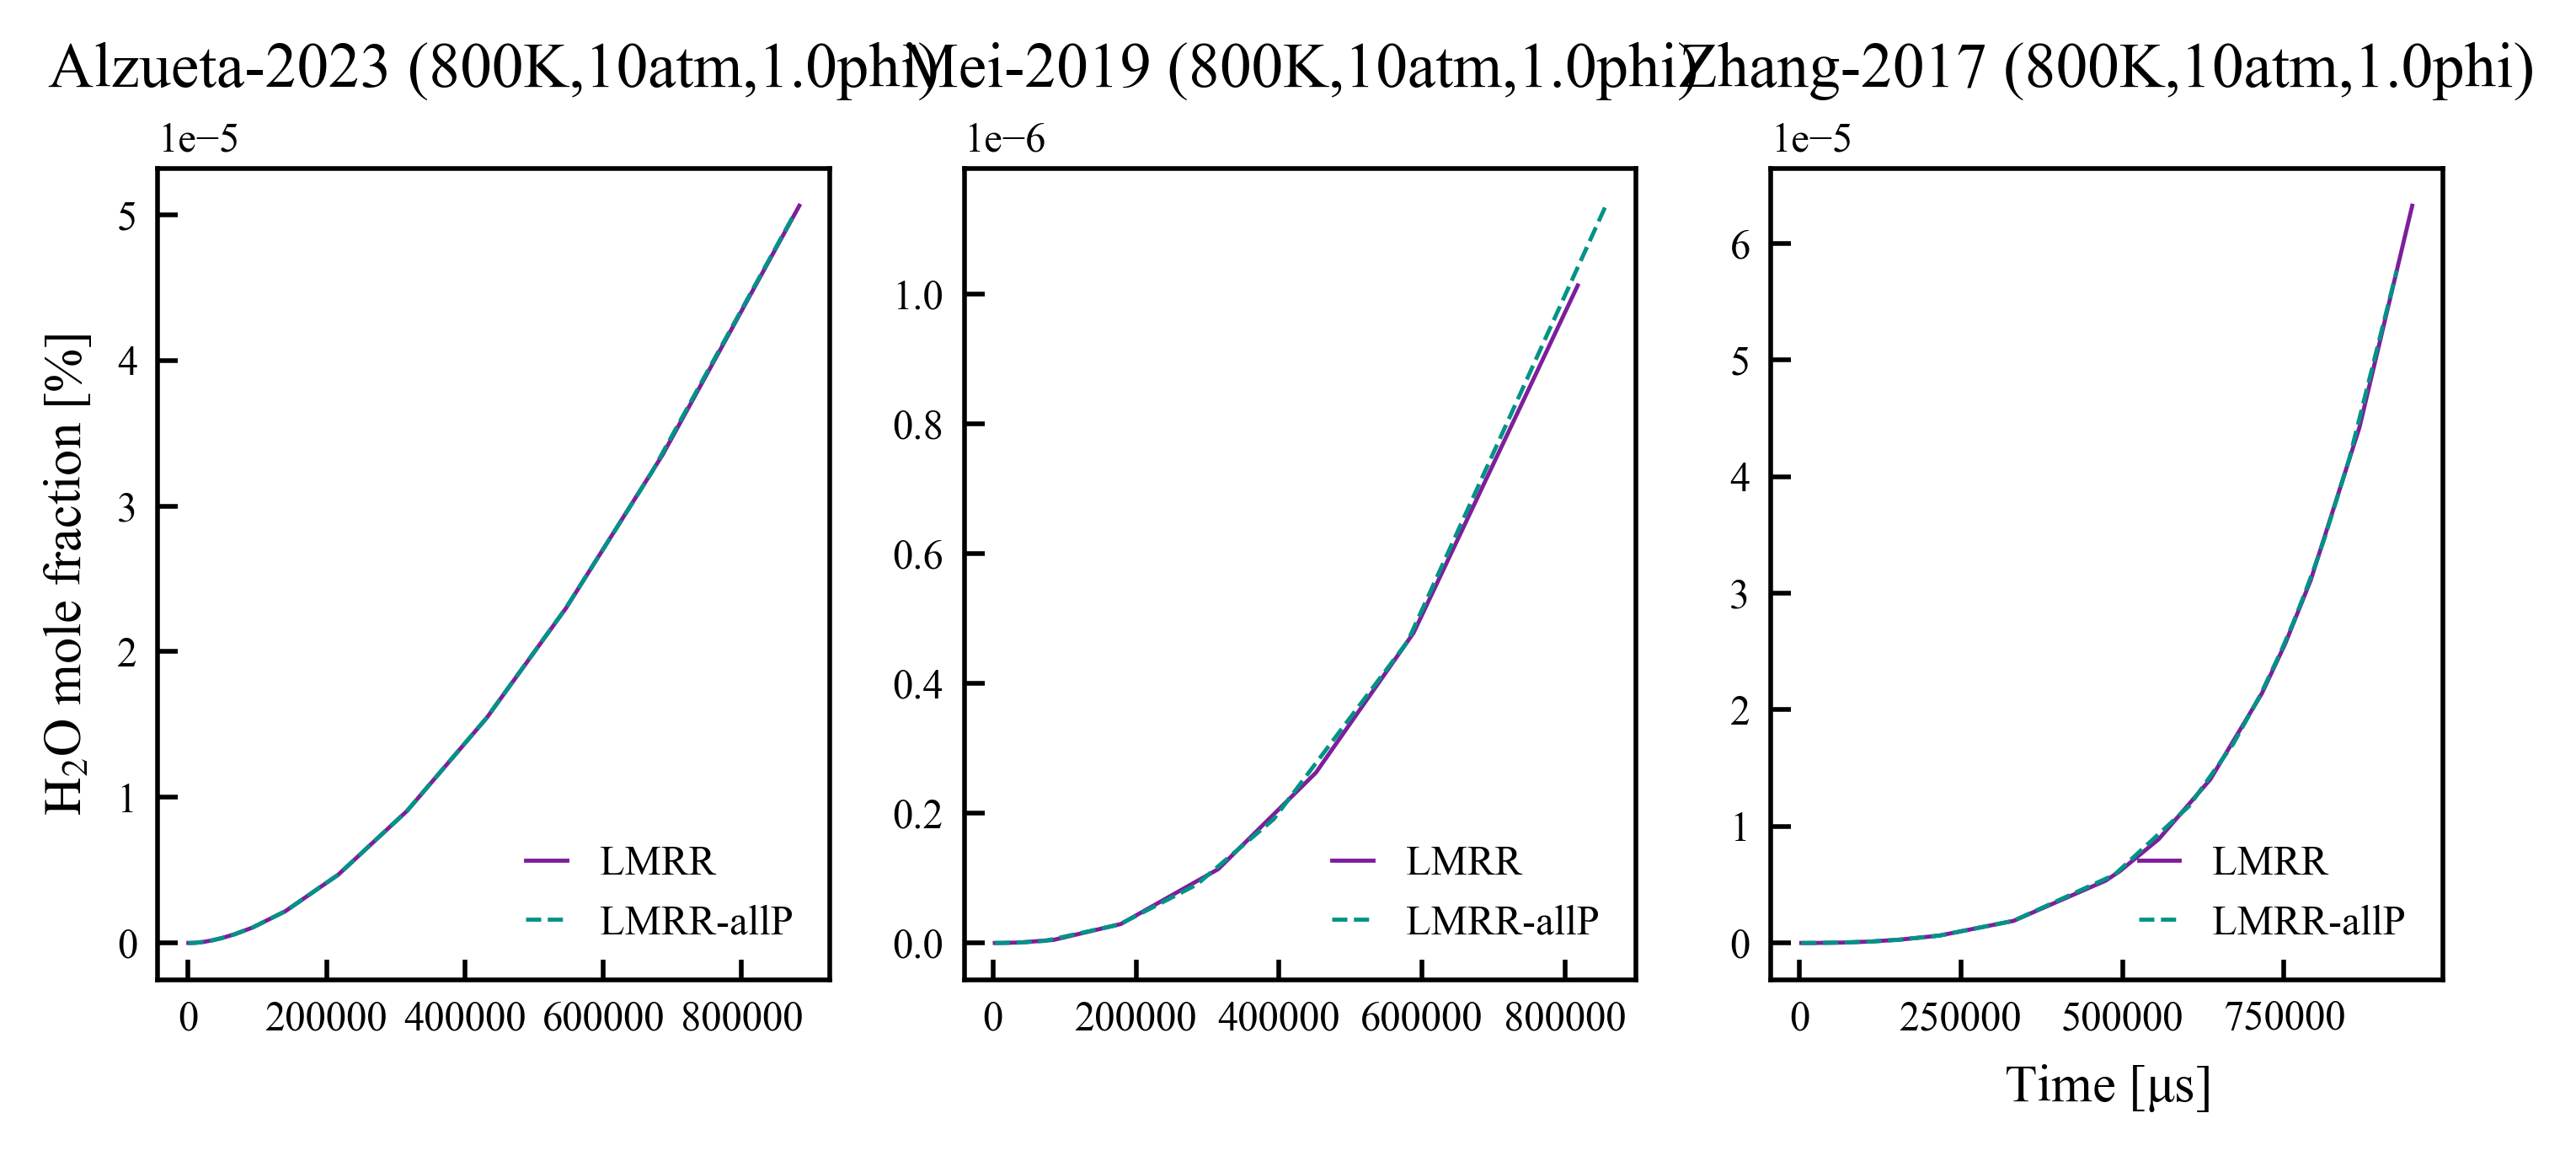 Alzueta-2023 (800K,10atm,1.0phi)
Mei-2019 (800K,10atm,1.0phi)
Zhang-2017 (800K,10atm,1.0phi)
1e−5
1e−6
1e−5
H₂O mole fraction [%]
5
4
3
2
1
0
0 200000 400000 600000 800000
LMRR
LMRR-allP
1.0
0.8
0.6
0.4
0.2
0.0
0 200000 400000 600000 800000
LMRR
LMRR-allP
6
5
4
3
2
1
0
0 250000 500000 750000
LMRR
LMRR-allP
Time [μs]